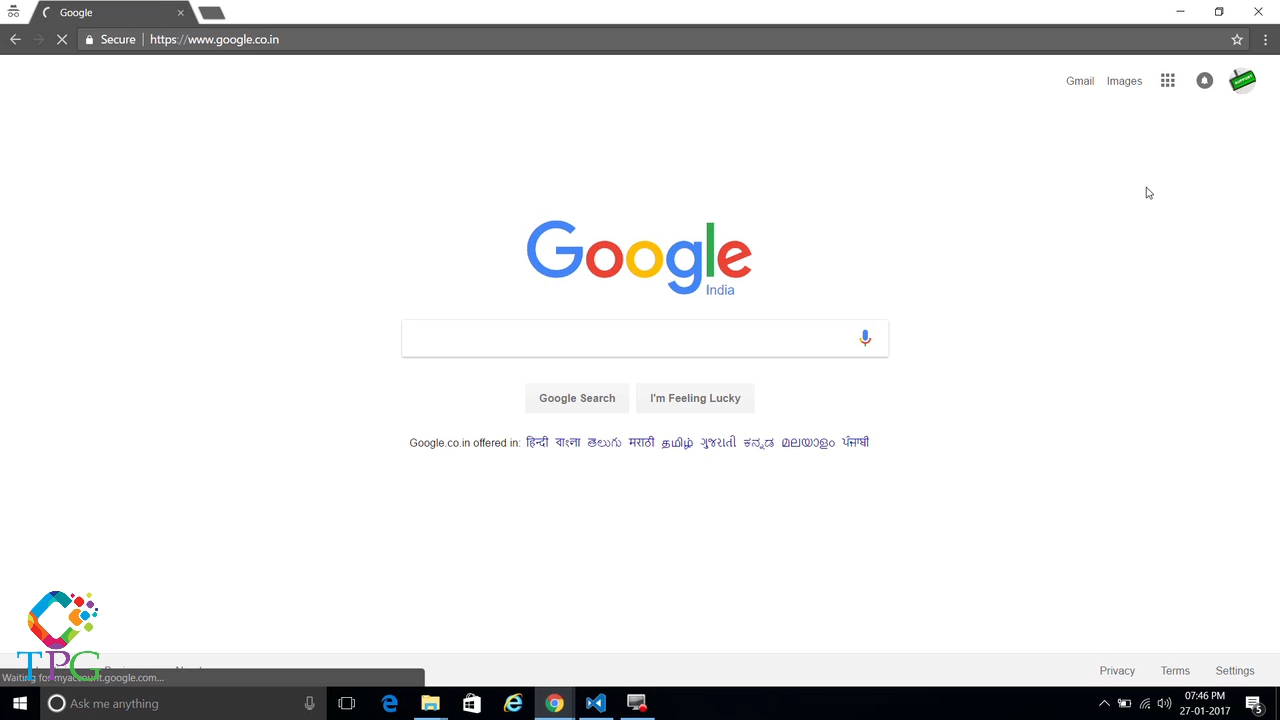 Google
Secure
https://www.google.co.in
Gmail
Images
SUPPORT
Google
India
Google Search
I'm Feeling Lucky
Google.co.in offered in: हिन्दी বাংলা తెలుగు मराठी தமிழ் ગુજરાતી ಕನ್ನಡ മലയാളം ਪੰਜਾਬੀ
Privacy
Terms
Settings
TPG
Waiting for myaccount.google.com...
Ask me anything
07:46 PM
27-01-2017
5